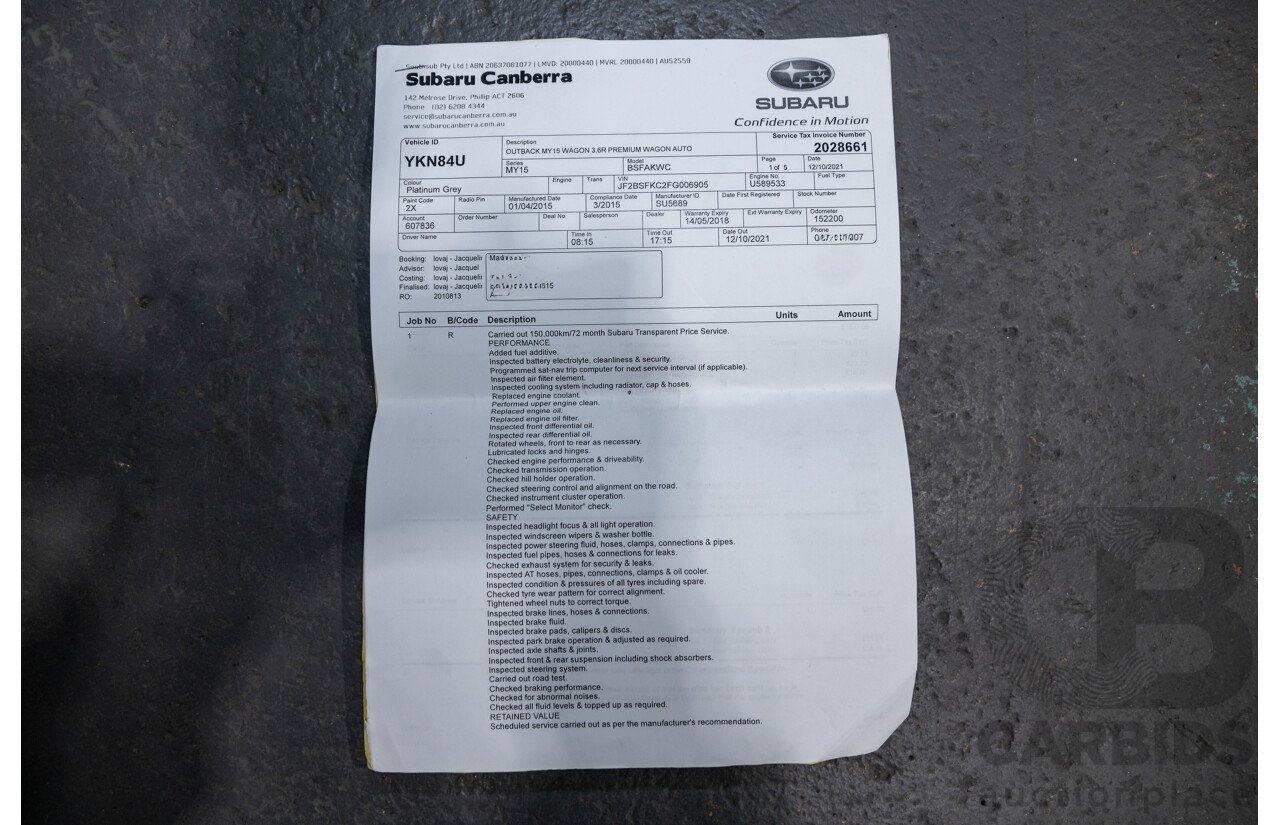 Southsub Pty Ltd | ABN 20637081077 | LMVD: 20000440 | MVRL 20000440 | AU52559
Subaru Canberra
142 Melrose Drive, Phillip ACT 2606
Phone (02) 6208 4344
service@subarucanberra.com.au
www.subarucanberra.com.au
SUBARU
Confidence in Motion
Vehicle ID
YKN84U
Description
OUTBACK MY15 WAGON 3.6R PREMIUM WAGON AUTO
Service Tax Invoice Number
2028661
Series
MY15
Model
BSFAKWC
Page
1 of 5
Date
12/10/2021
Colour
Platinum Grey
Engine
Trans
VIN
JF2BSFKC2FG006905
Engine No.
U589533
Fuel Type
Paint Code
2X
Radio Pin
Manufactured Date
01/04/2015
Compliance Date
3/2015
Manufacturer ID
SU5689
Date First Registered
Stock Number
Account
607836
Order Number
Deal No.
Salesperson
Dealer
Warranty Expiry
14/05/2018
Ext Warranty Expiry
Odometer
152200
Driver Name
Time In
08:15
Time Out
17:15
Date Out
12/10/2021
Phone
Booking: Iovaj - Jacqueli
Advisor: Iovaj - Jacquel
Costing: Iovaj - Jacqueli
Finalised: Iovaj - Jacqueli
RO: 2010813
Job No B/Code Description Units Amount
1 R Carried out 150,000km/72 month Subaru Transparent Price Service.
PERFORMANCE
Added fuel additive.
Inspected battery electrolyte, cleanliness & security.
Programmed sat-nav trip computer for next service interval (if applicable).
Inspected air filter element.
Inspected cooling system including radiator, cap & hoses.
Replaced engine coolant.
Performed upper engine clean.
Replaced engine oil.
Replaced engine oil filter.
Inspected front differential oil.
Inspected rear differential oil.
Rotated wheels, front to rear as necessary.
Lubricated locks and hinges.
Checked engine performance & driveability.
Checked transmission operation.
Checked hill holder operation.
Checked steering control and alignment on the road.
Checked instrument cluster operation.
Performed "Select Monitor" check.
SAFETY
Inspected headlight focus & all light operation.
Inspected windscreen wipers & washer bottle.
Inspected power steering fluid, hoses, clamps, connections & pipes.
Inspected fuel pipes, hoses & connections for leaks.
Checked exhaust system for security & leaks.
Inspected AT hoses, pipes, connections, clamps & oil cooler.
Inspected condition & pressures of all tyres including spare.
Checked tyre wear pattern for correct alignment.
Tightened wheel nuts to correct torque.
Inspected brake lines, hoses & connections.
Inspected brake fluid.
Inspected brake pads, calipers & discs.
Inspected park brake operation & adjusted as required.
Inspected axle shafts & joints.
Inspected front & rear suspension including shock absorbers.
Inspected steering system.
Carried out road test.
Checked braking performance.
Checked for abnormal noises.
Checked all fluid levels & topped up as required.
RETAINED VALUE
Scheduled service carried out as per the manufacturer's recommendation.
CARBIDS
auctionplace